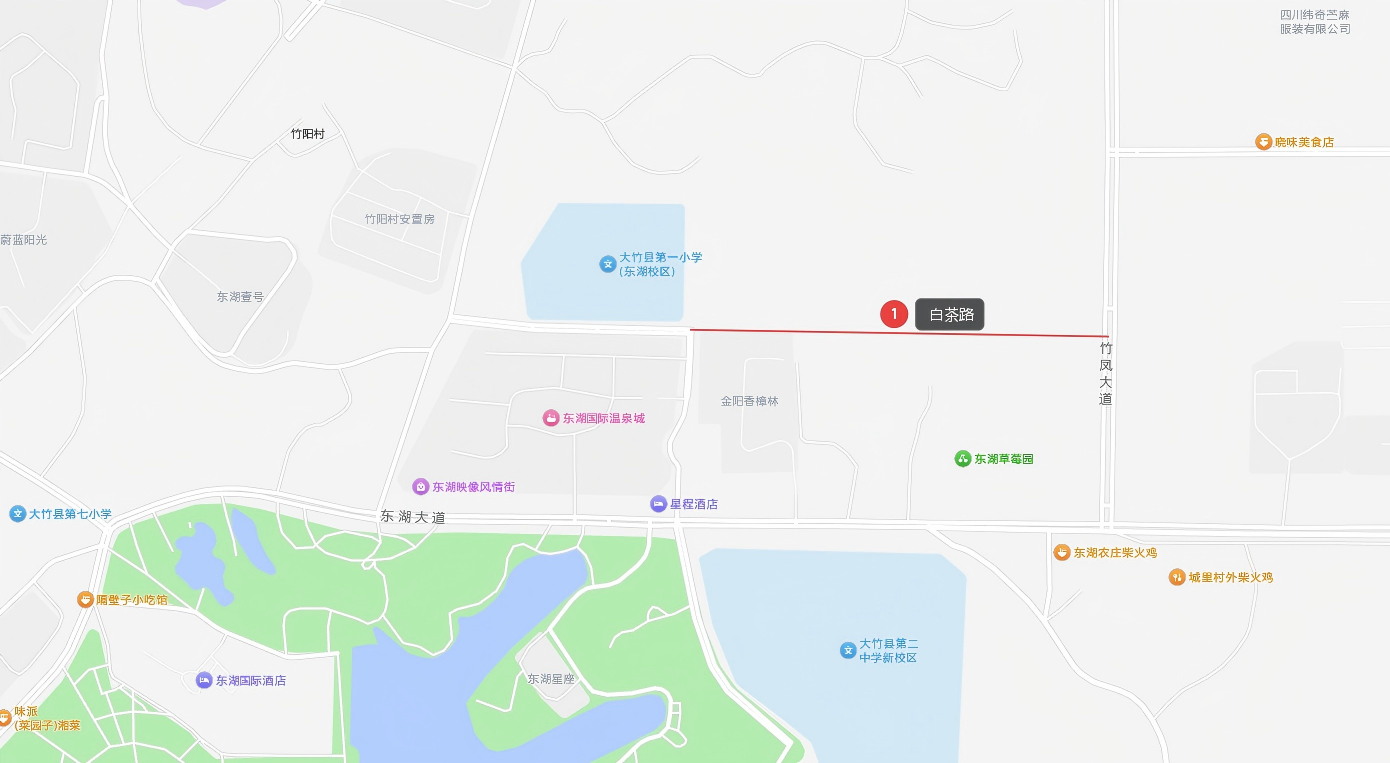 四川纬奇苎麻
服装有限公司
竹阳村
晓味美食店
竹阳村安置房
蔚蓝阳光
大竹县第一小学
(东湖校区)
东湖壹号
1
白茶路
竹凤大道
金阳香樟林
东湖国际温泉城
东湖草莓园
东湖映像风情街
星程酒店
大竹县第七小学
东湖大道
东湖农庄柴火鸡
城里村外柴火鸡
隔壁子小吃馆
大竹县第二
中学新校区
东湖国际酒店
东湖星座
味派
(菜园子)湘菜